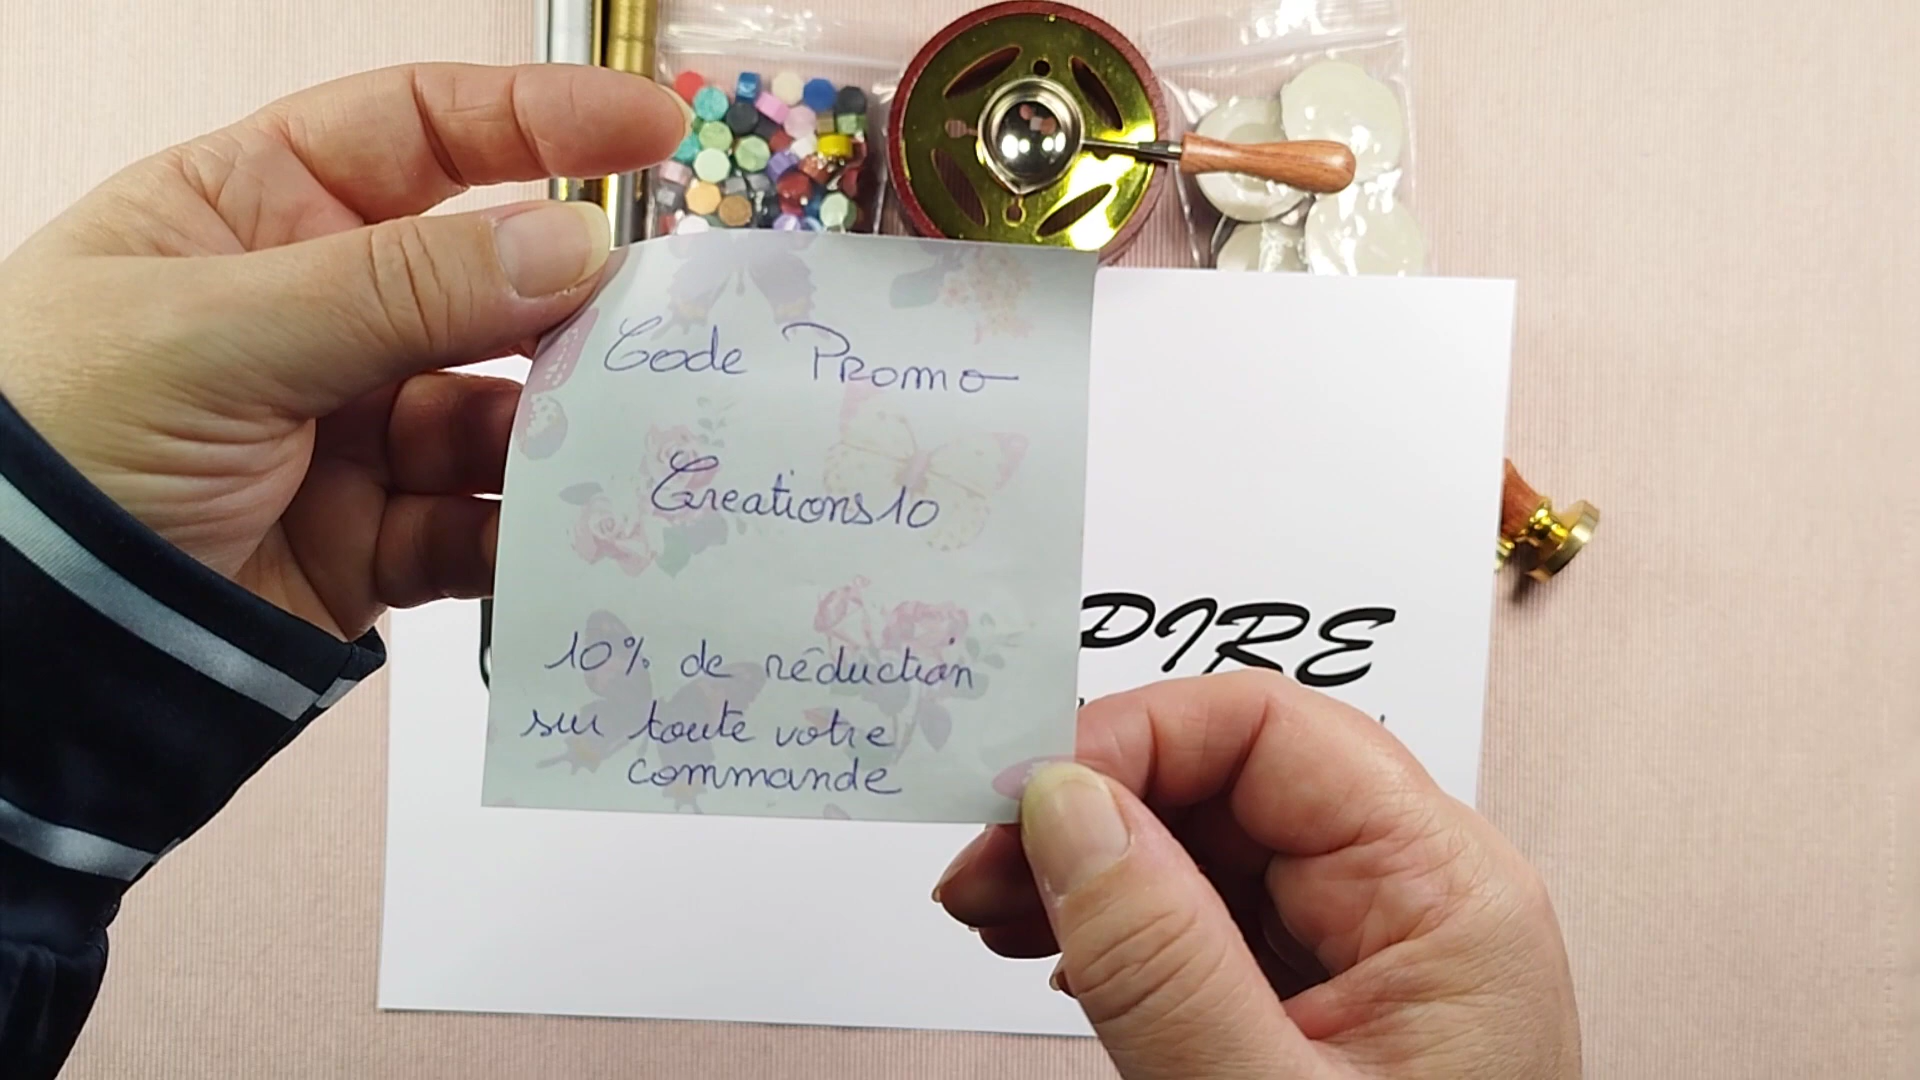 Code Promo
Creations10
10% de réduction
sur toute votre
commande
PIRE